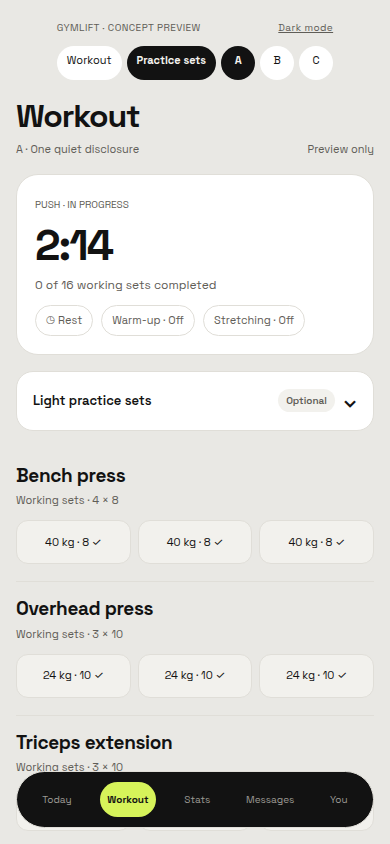 GYMLIFT · CONCEPT PREVIEW Dark mode
Workout Practice sets A B C
Workout
A · One quiet disclosure Preview only
PUSH · IN PROGRESS
2:14
0 of 16 working sets completed
◷ Rest Warm-up · Off Stretching · Off
Light practice sets Optional
Bench press
Working sets · 4 × 8
40 kg · 8 ✓ 40 kg · 8 ✓ 40 kg · 8 ✓
Overhead press
Working sets · 3 × 10
24 kg · 10 ✓ 24 kg · 10 ✓ 24 kg · 10 ✓
Triceps extension
Working sets · 3 × 10
Today Workout Stats Messages You